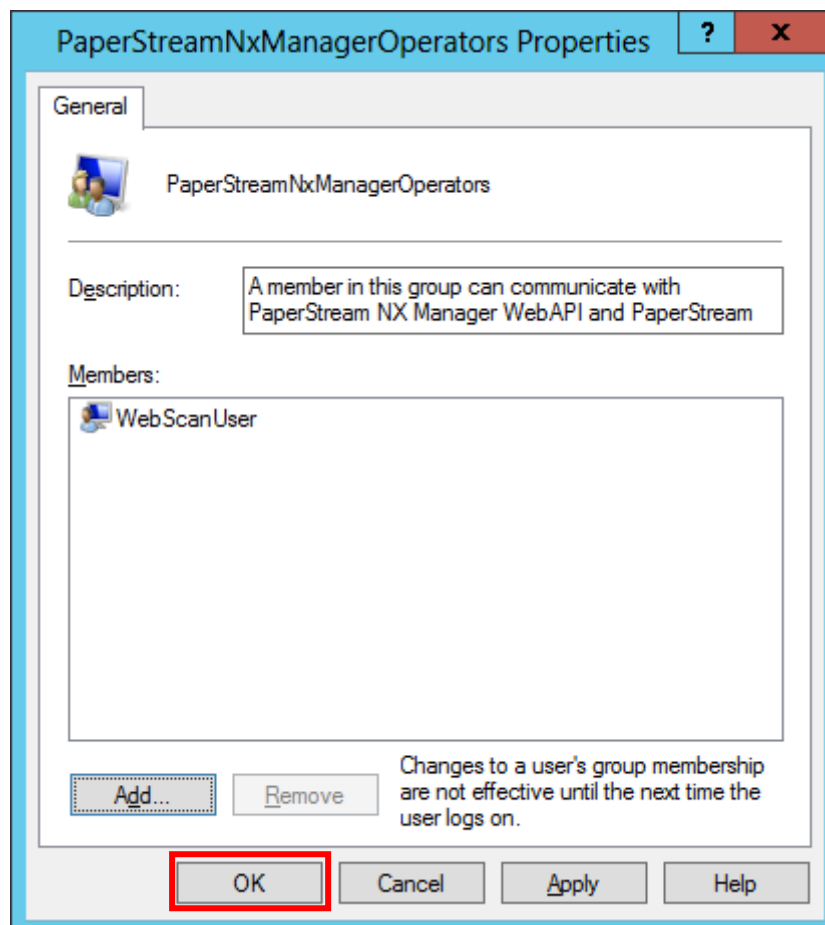 PaperStreamNxManagerOperators Properties ? x
General
PaperStreamNxManagerOperators
Description: A member in this group can communicate with
PaperStream NX Manager WebAPI and PaperStream
Members:
WebScanUser
Add... Remove
Changes to a user's group membership
are not effective until the next time the
user logs on.
OK Cancel Apply Help